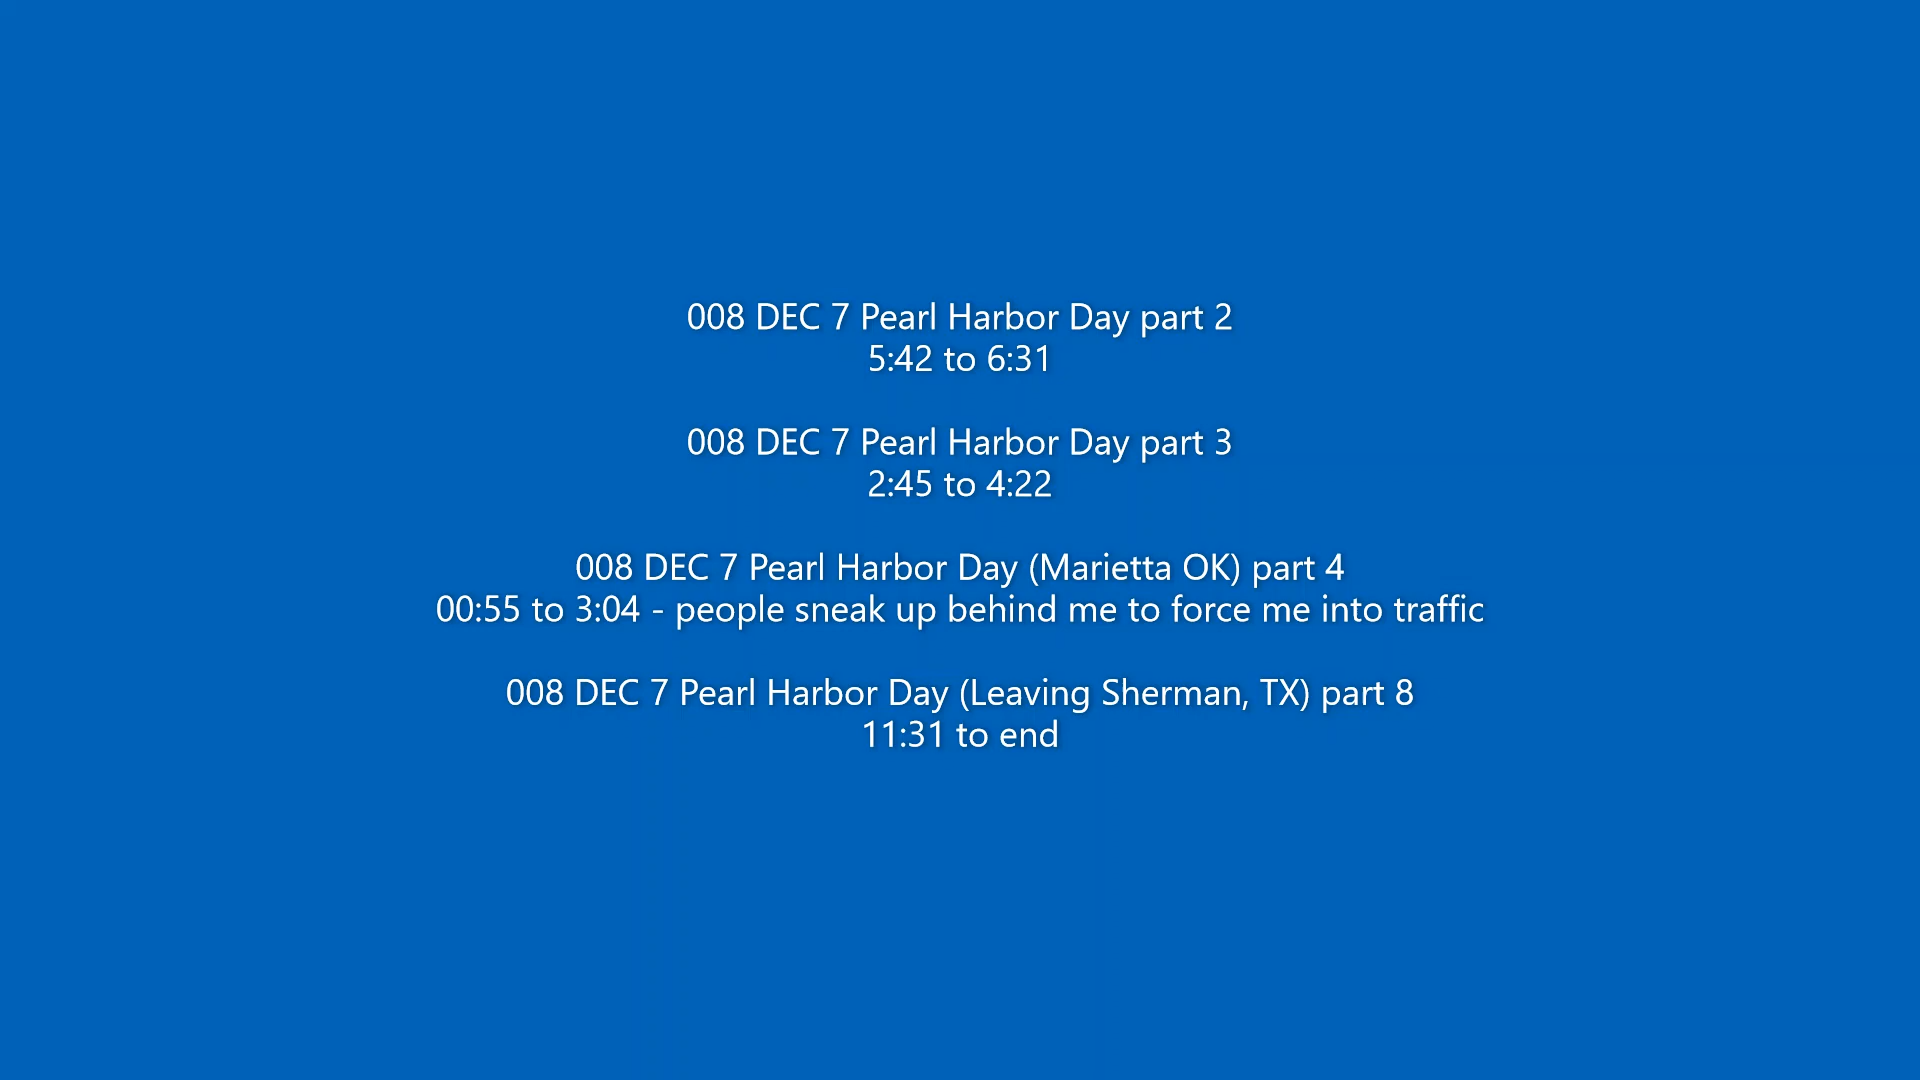 008 DEC 7 Pearl Harbor Day part 2
5:42 to 6:31
008 DEC 7 Pearl Harbor Day part 3
2:45 to 4:22
008 DEC 7 Pearl Harbor Day (Marietta OK) part 4
00:55 to 3:04 - people sneak up behind me to force me into traffic
008 DEC 7 Pearl Harbor Day (Leaving Sherman, TX) part 8
11:31 to end